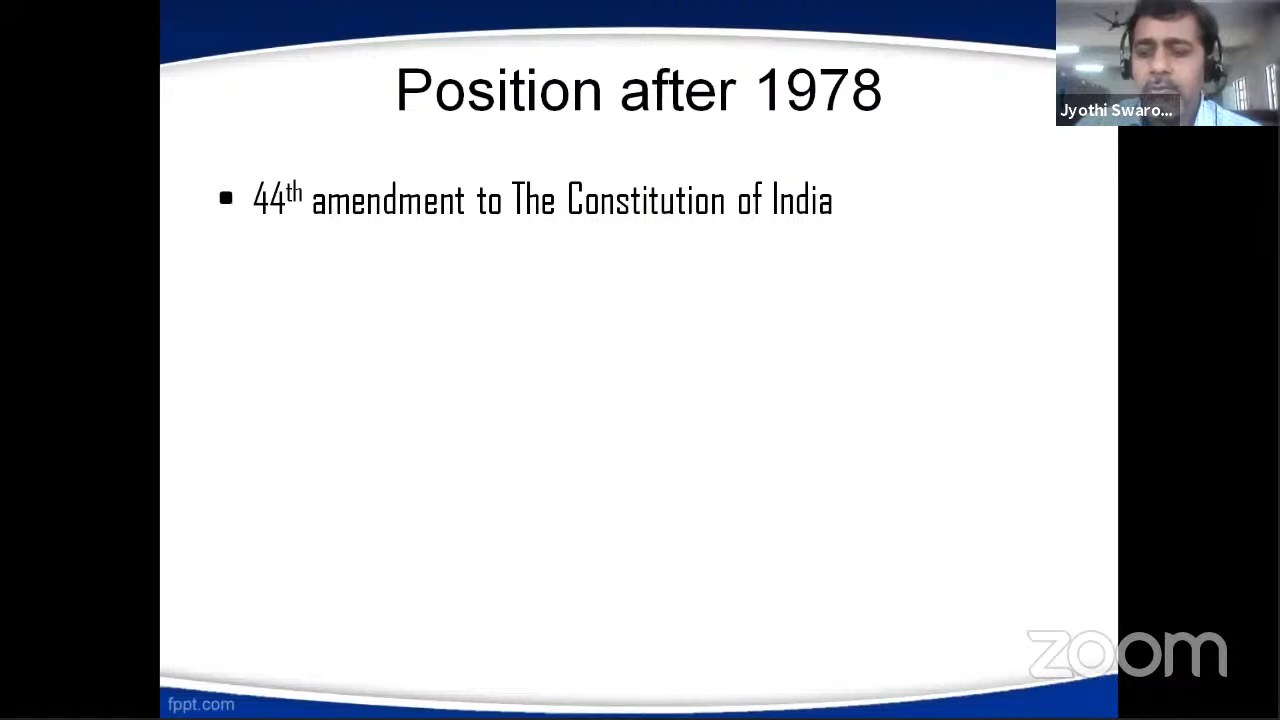 Position after 1978
Jyothi Swaro...
▪ 44th amendment to The Constitution of India
zoom
fppt.com